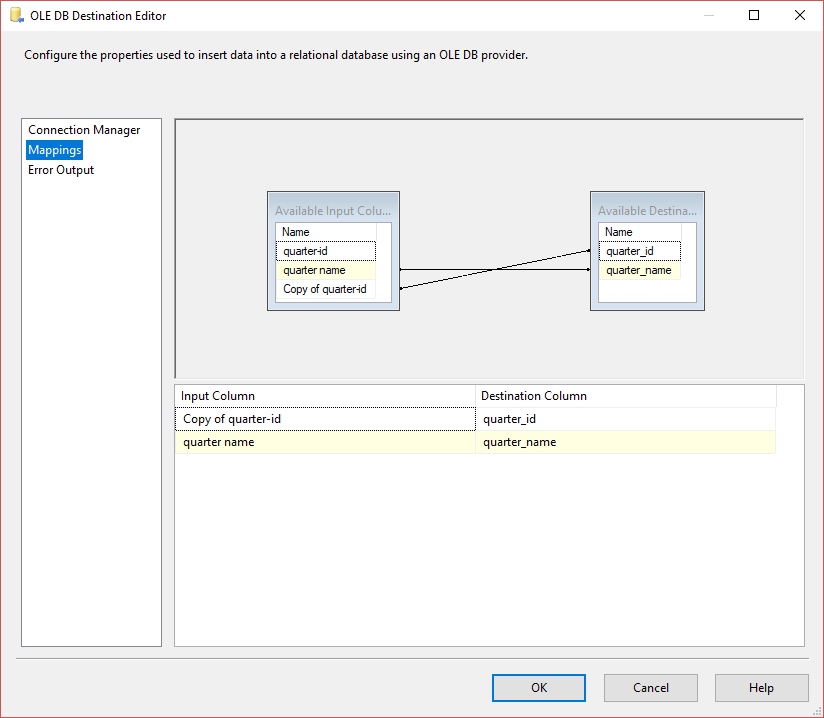 OLE DB Destination Editor
Configure the properties used to insert data into a relational database using an OLE DB provider.
Connection Manager
Mappings
Error Output
Available Input Colu...
Name
quarter-id
quarter name
Copy of quarter-id
Available Destina...
Name
quarter_id
quarter_name
Input Column Destination Column
Copy of quarter-id quarter_id
quarter name quarter_name
OK Cancel Help